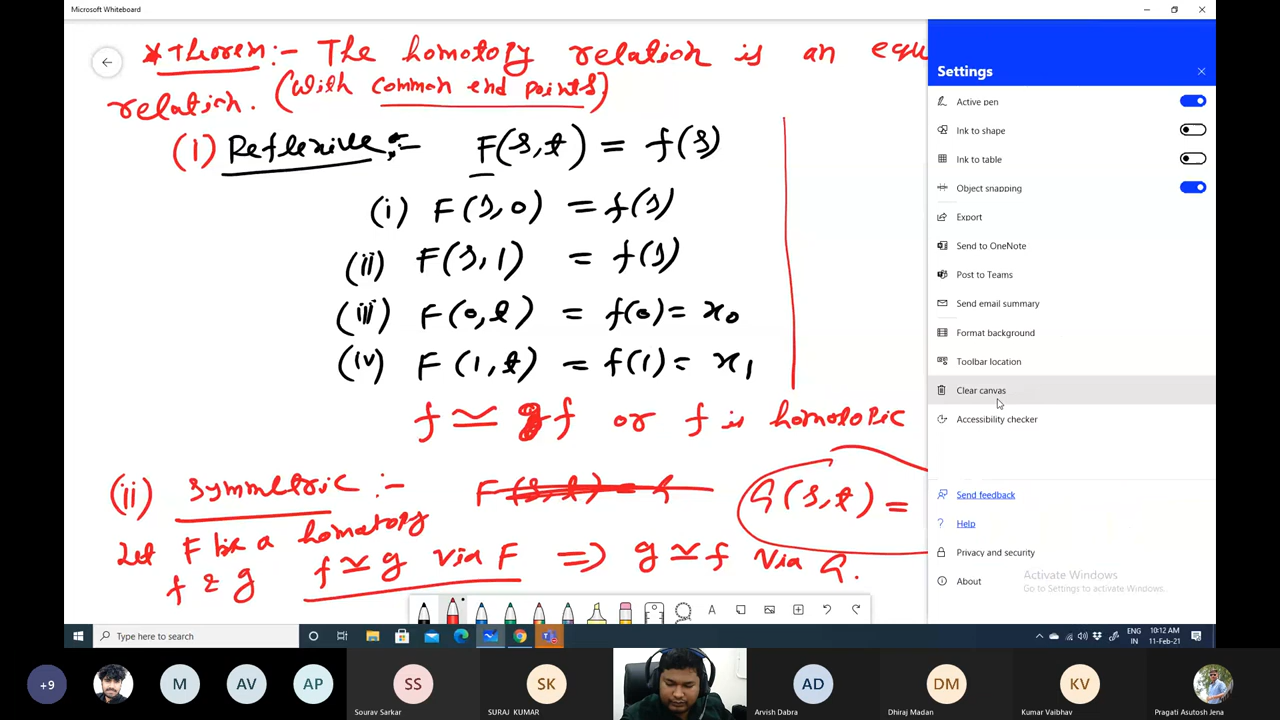 Microsoft Whiteboard
* Theorem :- The homotopy relation is an equ
relation. (with common end points)
(1) Reflexive :- F(s,t) = f(s)
(i) F(s,0) = f(s)
(ii) F(s,1) = f(s)
(iii) F(0,t) = f(0) = x0
(iv) F(1,t) = f(1) = x1
f ≃ f or f is homotopic
(ii) Symmetric :- G(s,t) =
Let F be a homotopy
f & g f ≃ g via F => g ≃ f via G.
Settings
Active pen
Ink to shape
Ink to table
Object snapping
Export
Send to OneNote
Post to Teams
Send email summary
Format background
Toolbar location
Clear canvas
Accessibility checker
Send feedback
Help
Privacy and security
About
Activate Windows
Go to Settings to activate Windows.
Type here to search
ENG
IN
10:12 AM
11-Feb-21
+9 M AV AP SS SK AD DM KV
Sourav Sarkar SURAJ KUMAR Arvish Dabra Dhiraj Madan Kumar Vaibhav Pragati Asutosh Jena